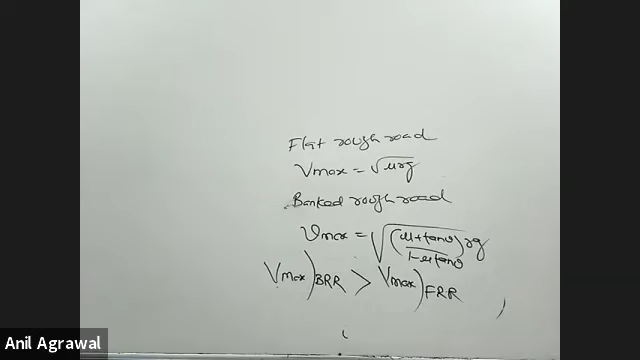 Flat rough road
Vmax = √μrg
Banked rough road
Vmax = √(μ+tanθ / 1-μtanθ) rg
Vmax)BRR > Vmax)FRR
Anil Agrawal